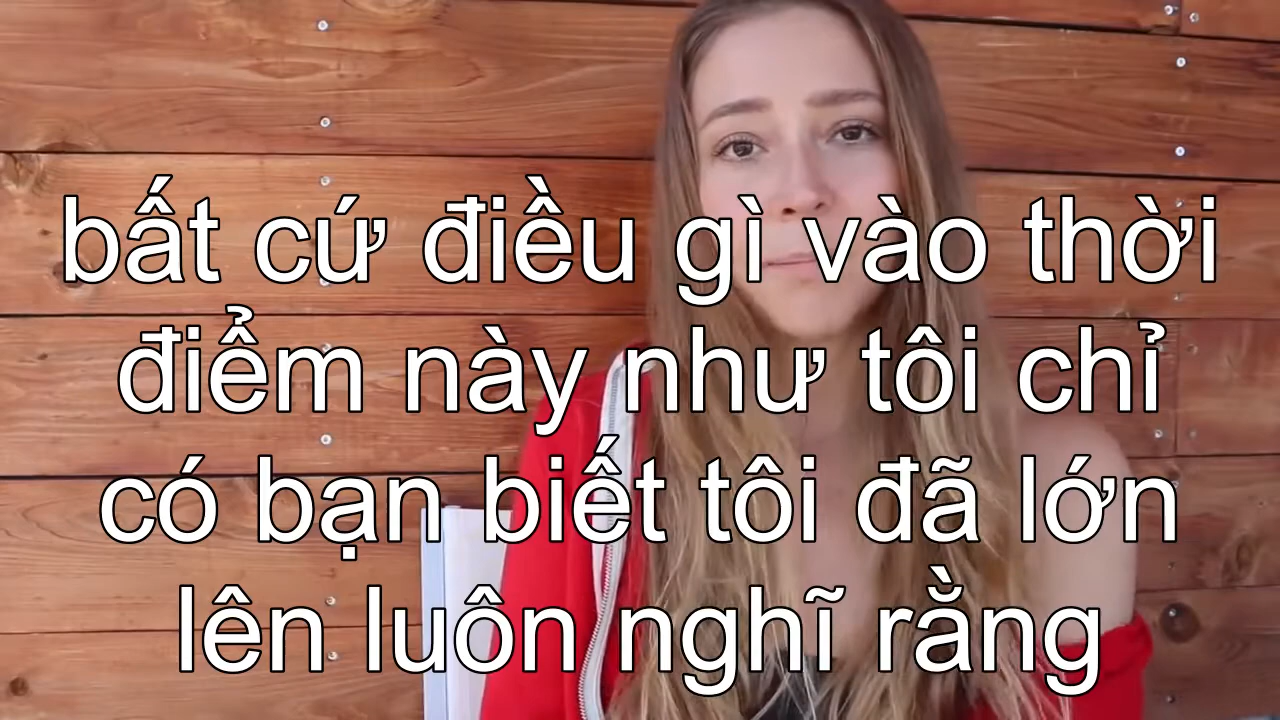 bất cứ điều gì vào thời
điểm này như tôi chỉ
có bạn biết tôi đã lớn
lên luôn nghĩ rằng